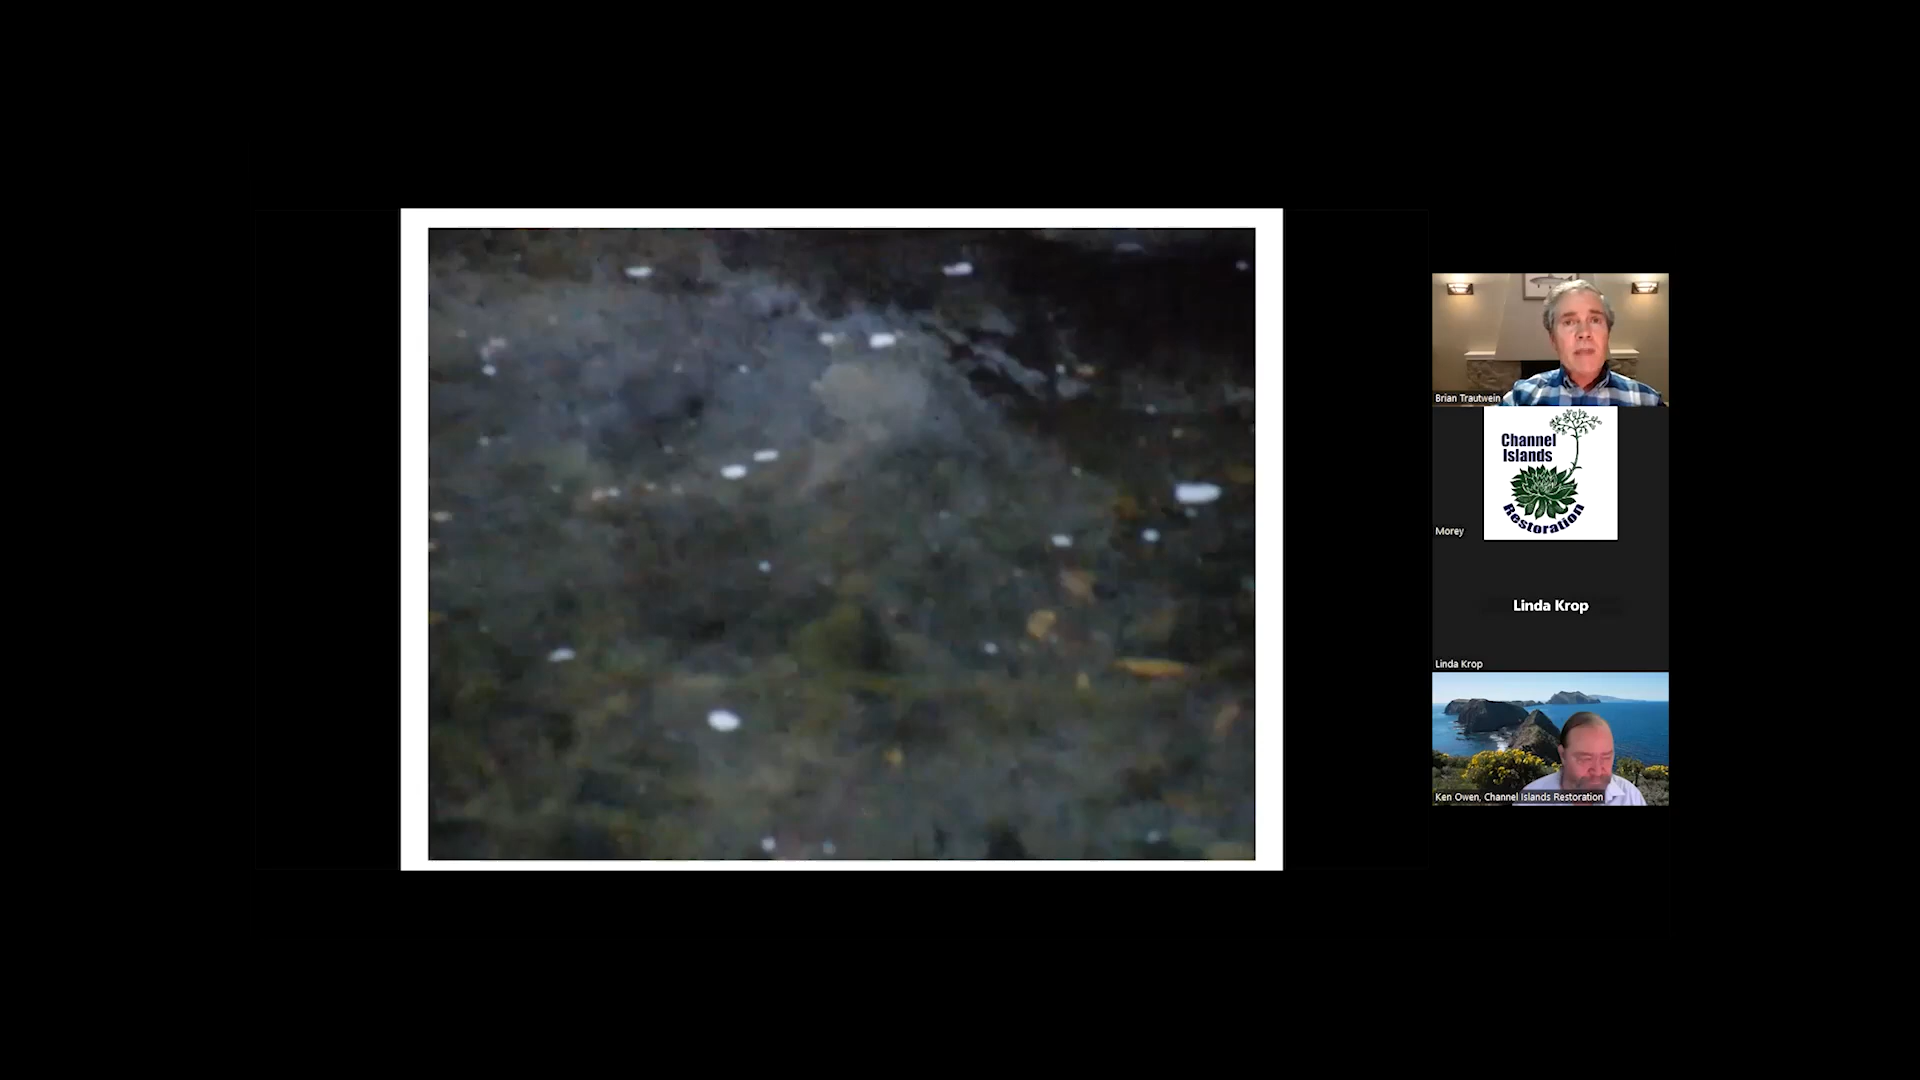 Brian Trautwein
Channel
Islands
Restoration
Morey
Linda Krop
Linda Krop
Ken Owen, Channel Islands Restoration